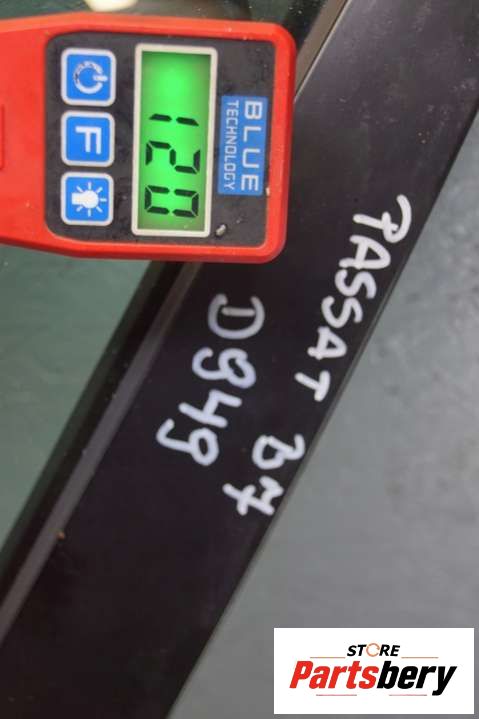 120
BLUE
TECHNOLOGY
F
PASSAT B7
D949
STORE
Partsbery